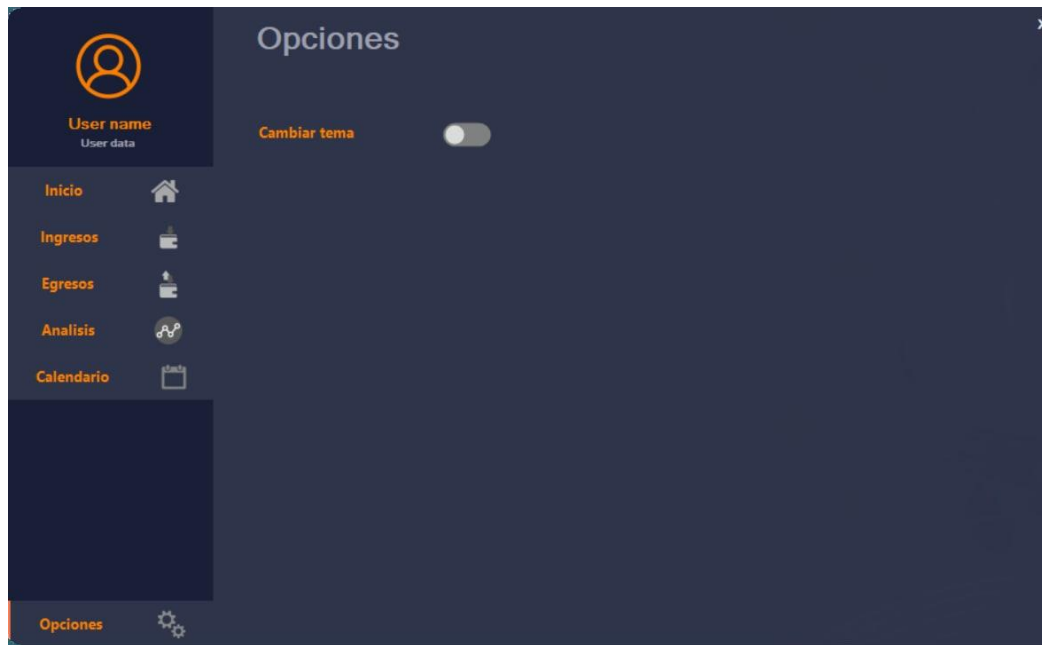 User name
User data
Inicio
Ingresos
Egresos
Analisis
Calendario
Opciones
Opciones
Cambiar tema